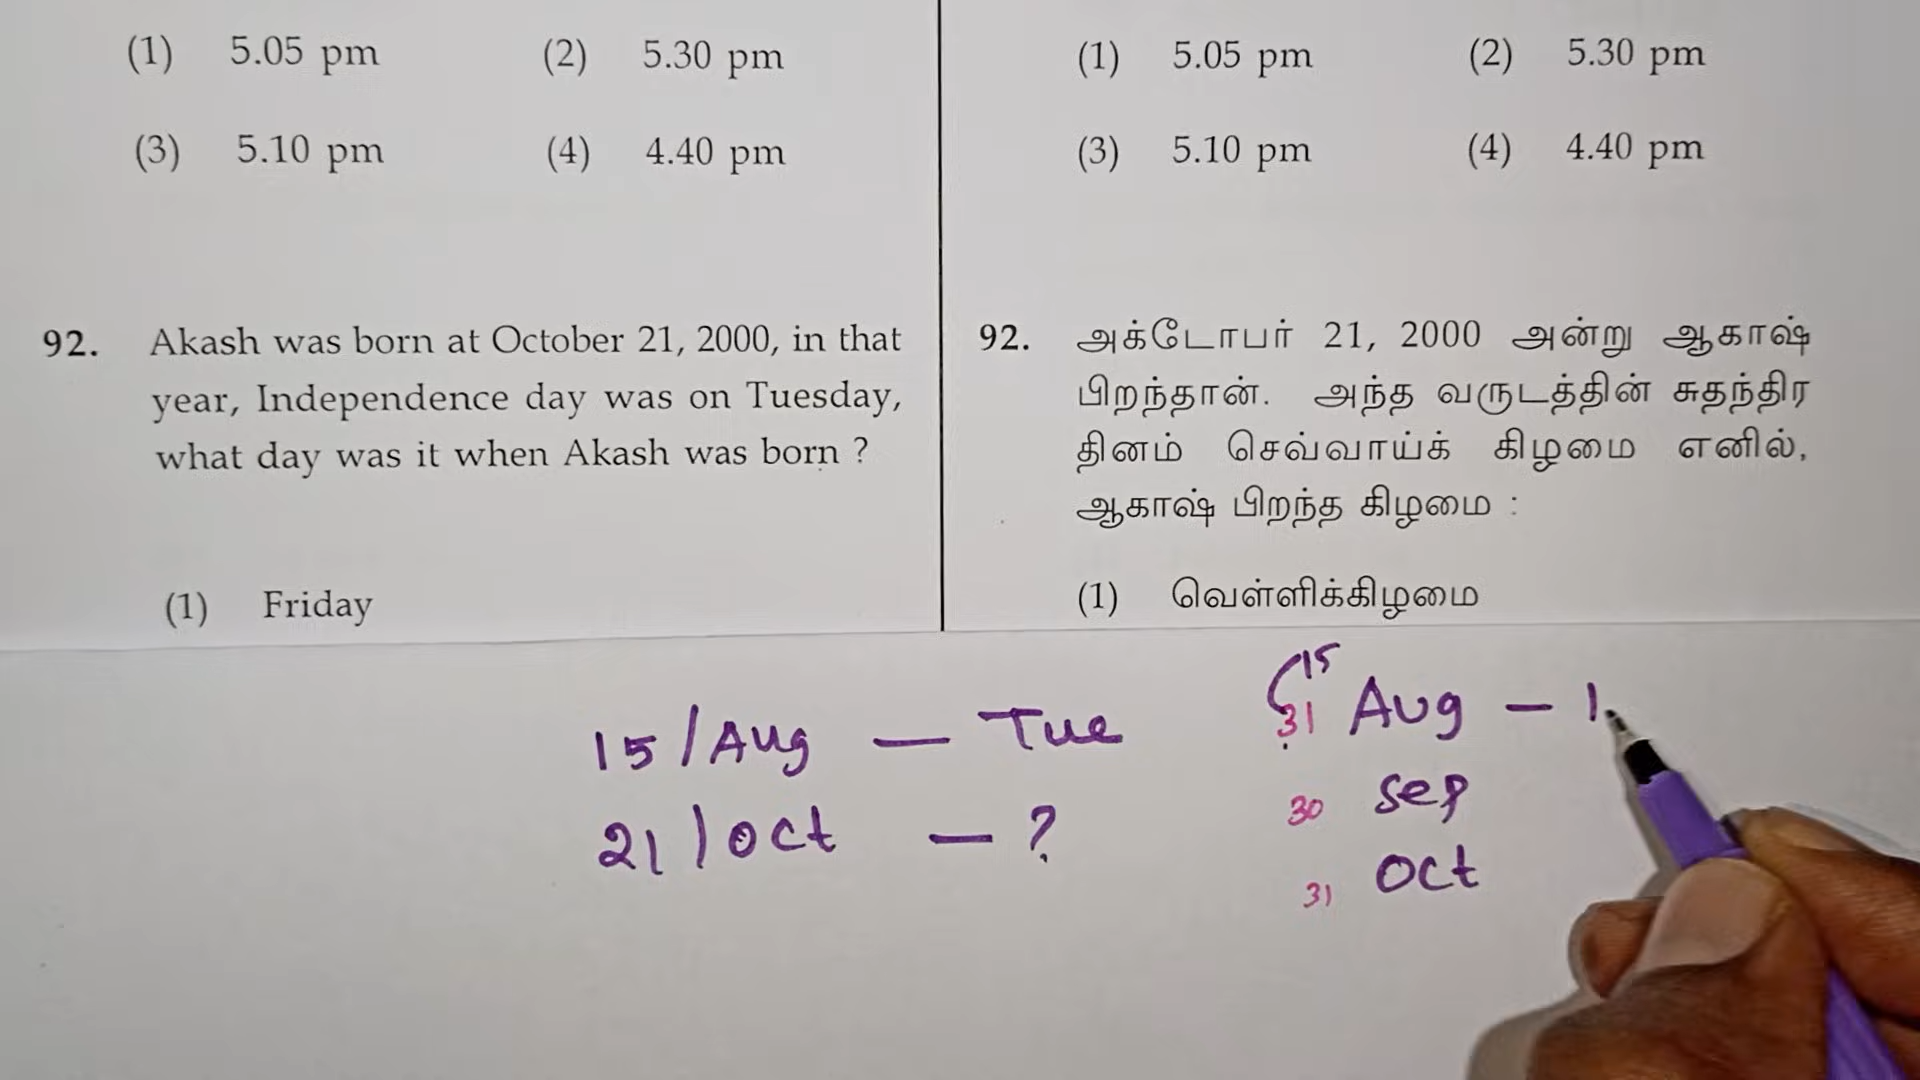 (1) 5.05 pm (2) 5.30 pm
(3) 5.10 pm (4) 4.40 pm
92. Akash was born at October 21, 2000, in that
year, Independence day was on Tuesday,
what day was it when Akash was born ?
(1) Friday
(1) 5.05 pm (2) 5.30 pm
(3) 5.10 pm (4) 4.40 pm
92. அக்டோபர் 21, 2000 அன்று ஆகாஷ்
பிறந்தான். அந்த வருடத்தின் சுதந்திர
தினம் செவ்வாய்க் கிழமை எனில்,
ஆகாஷ் பிறந்த கிழமை :
(1) வெள்ளிக்கிழமை
15/Aug — Tue
21/oct — ?
15
31 Aug — 1
30 sep
31 oct